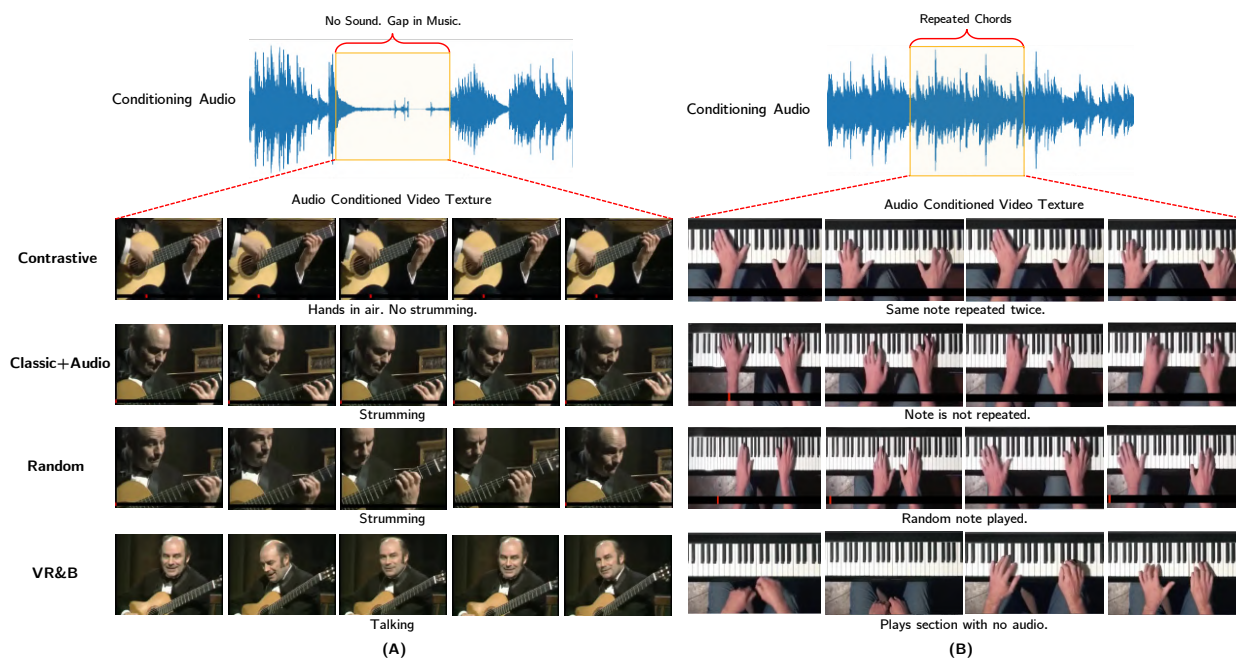 No Sound. Gap in Music.
Conditioning Audio
Audio Conditioned Video Texture
Contrastive
Hands in air. No strumming.
Classic+Audio
Strumming
Random
Strumming
VR&B
Talking
(A)
Repeated Chords
Conditioning Audio
Audio Conditioned Video Texture
Same note repeated twice.
Note is not repeated.
Random note played.
Plays section with no audio.
(B)